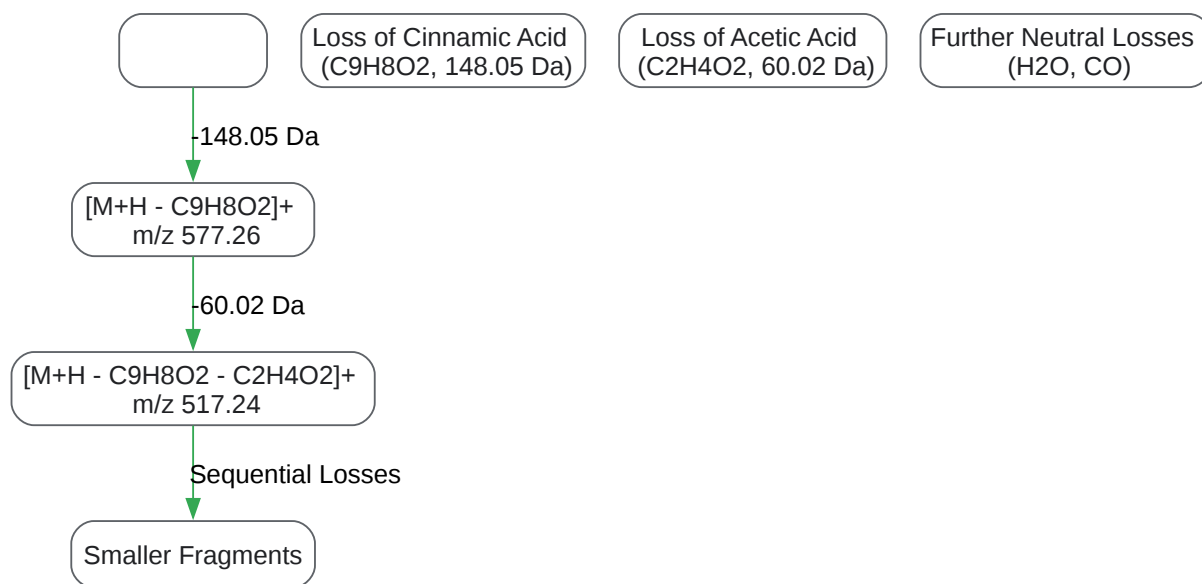 Loss of Cinnamic Acid
(C9H8O2, 148.05 Da)
Loss of Acetic Acid
(C2H4O2, 60.02 Da)
Further Neutral Losses
(H2O, CO)
-148.05 Da
[M+H - C9H8O2]+
m/z 577.26
-60.02 Da
[M+H - C9H8O2 - C2H4O2]+
m/z 517.24
Sequential Losses
Smaller Fragments